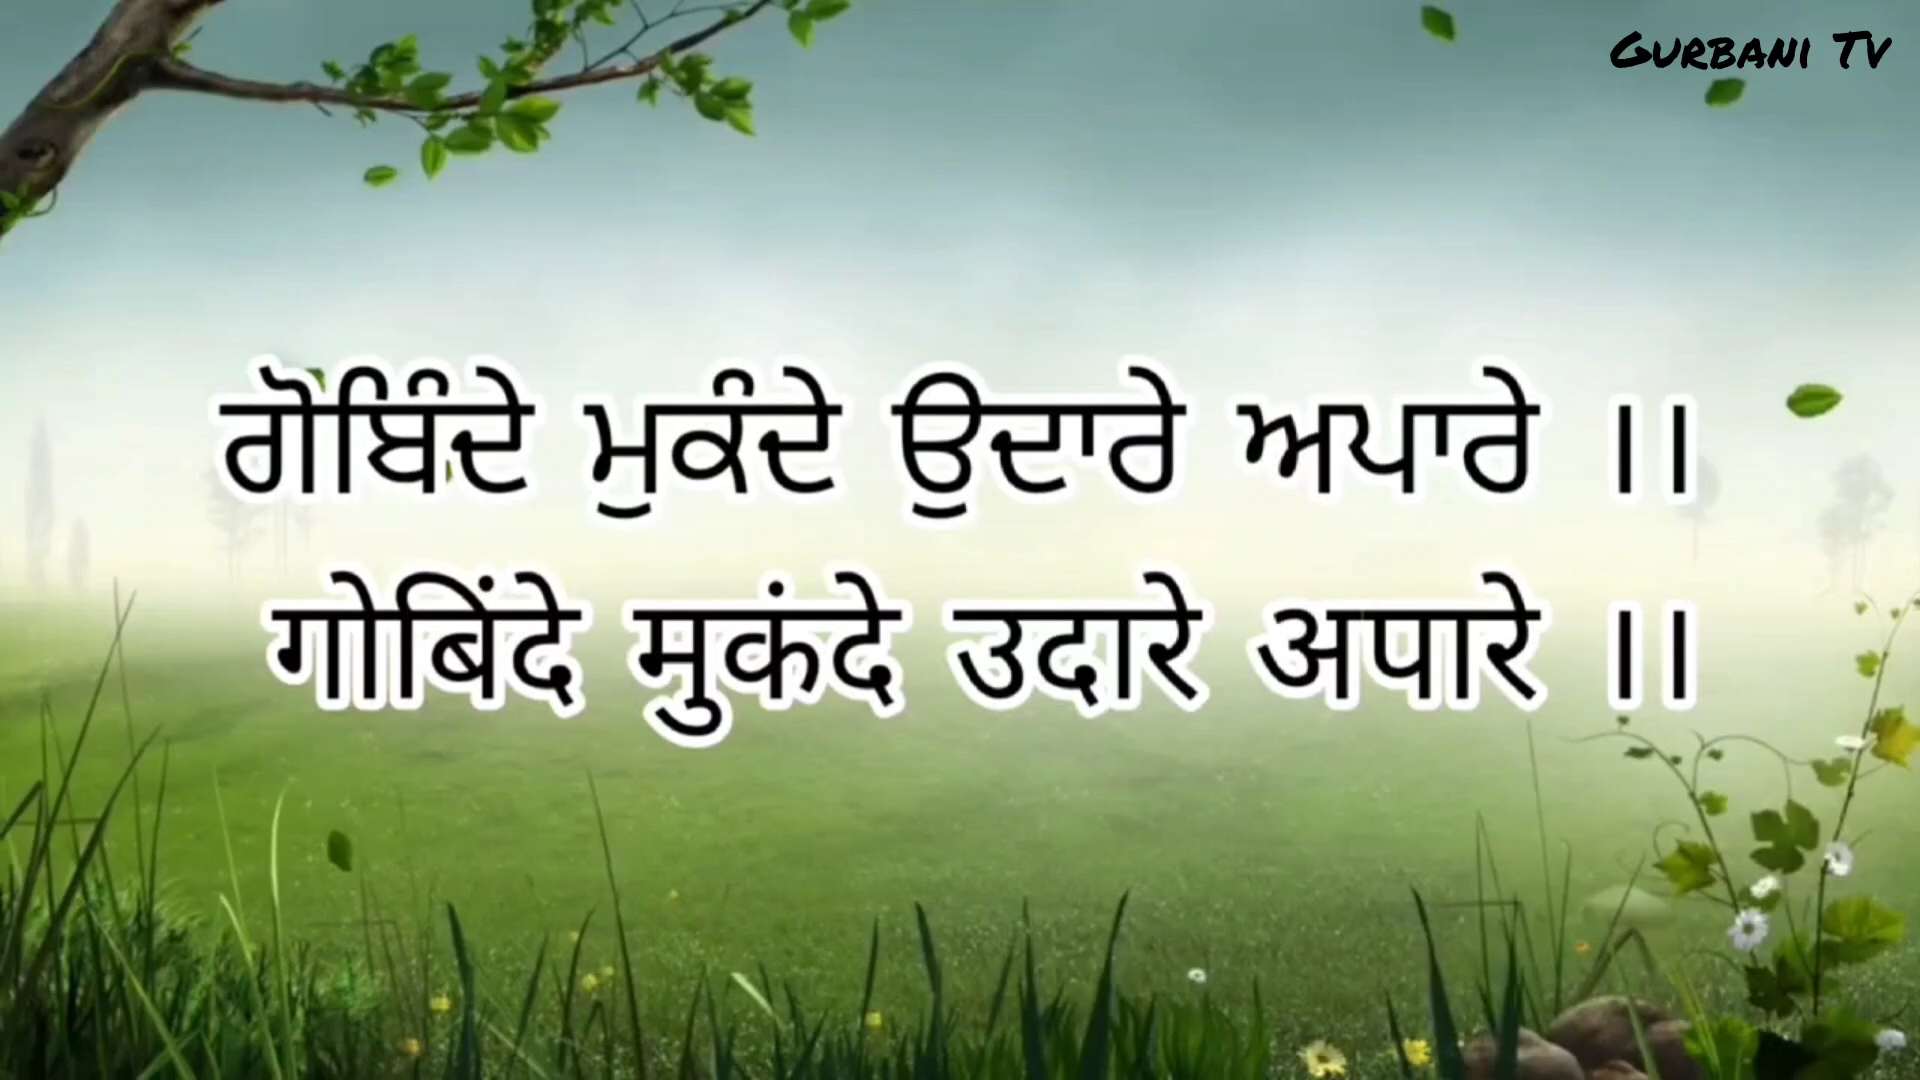 Gurbani Tv
ਗੋਬਿੰਦੇ ਮੁਕੰਦੇ ਉਦਾਰੇ ਅਪਾਰੇ ।।
गोबिंदे मुकंदे उदारे अपारे ।।